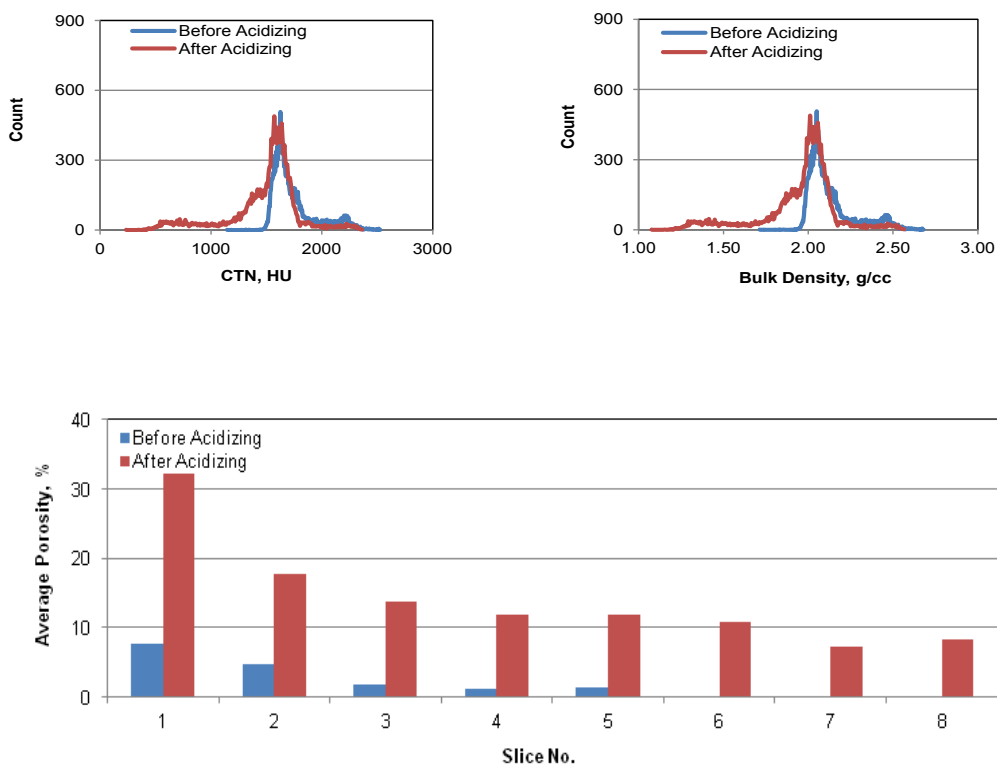 900
600
300
0
Count
Before Acidizing
After Acidizing
0 1000 2000 3000
CTN, HU
900
600
300
0
Count
Before Acidizing
After Acidizing
1.00 1.50 2.00 2.50 3.00
Bulk Density, g/cc
40
30
20
10
0
Average Porosity, %
Before Acidizing
After Acidizing
1 2 3 4 5 6 7 8
Slice No.